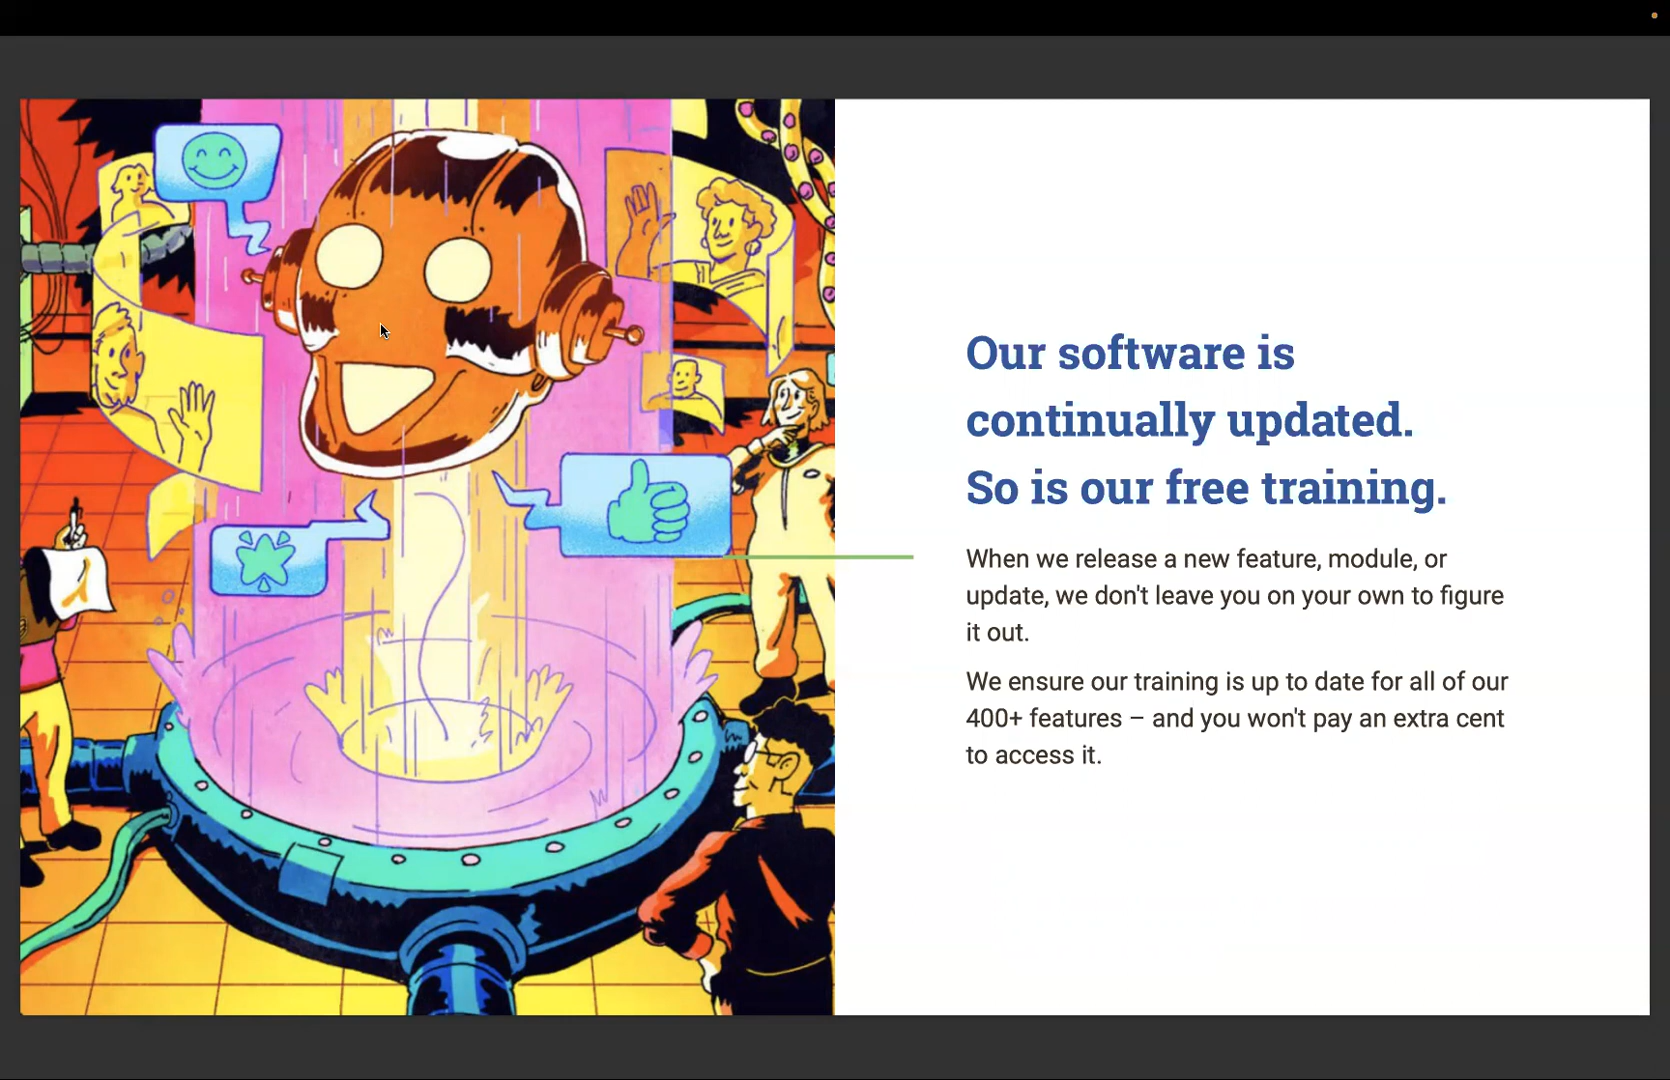 Our software is
continually updated.
So is our free training.
When we release a new feature, module, or
update, we don't leave you on your own to figure
it out.
We ensure our training is up to date for all of our
400+ features – and you won't pay an extra cent
to access it.